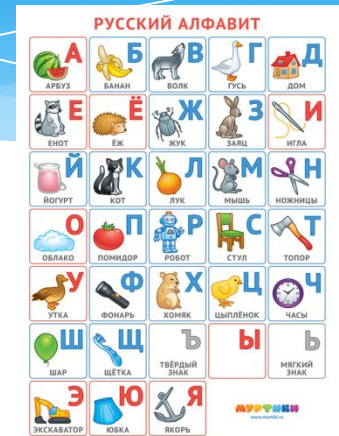 РУССКИЙ АЛФАВИТ
А Б В Г Д
АРБУЗ БАНАН ВОЛК ГУСЬ ДОМ
Е Ё Ж З И
ЕНОТ ЁЖ ЖУК ЗАЯЦ ИГЛА
Й К Л М Н
ЙОГУРТ КОТ ЛУК МЫШЬ НОЖНИЦЫ
О П Р С Т
ОБЛАКО ПОМИДОР РОБОТ СТУЛ ТОПОР
У Ф Х Ц Ч
УТКА ФОНАРЬ ХОМЯК ЦЫПЛЁНОК ЧАСЫ
Ш Щ Ъ Ы Ь
ШАР ЩЁТКА ТВЁРДЫЙ ЗНАК МЯГКИЙ ЗНАК
Э Ю Я
ЭКСКАВАТОР ЮБКА ЯКОРЬ
МУРТИКИ